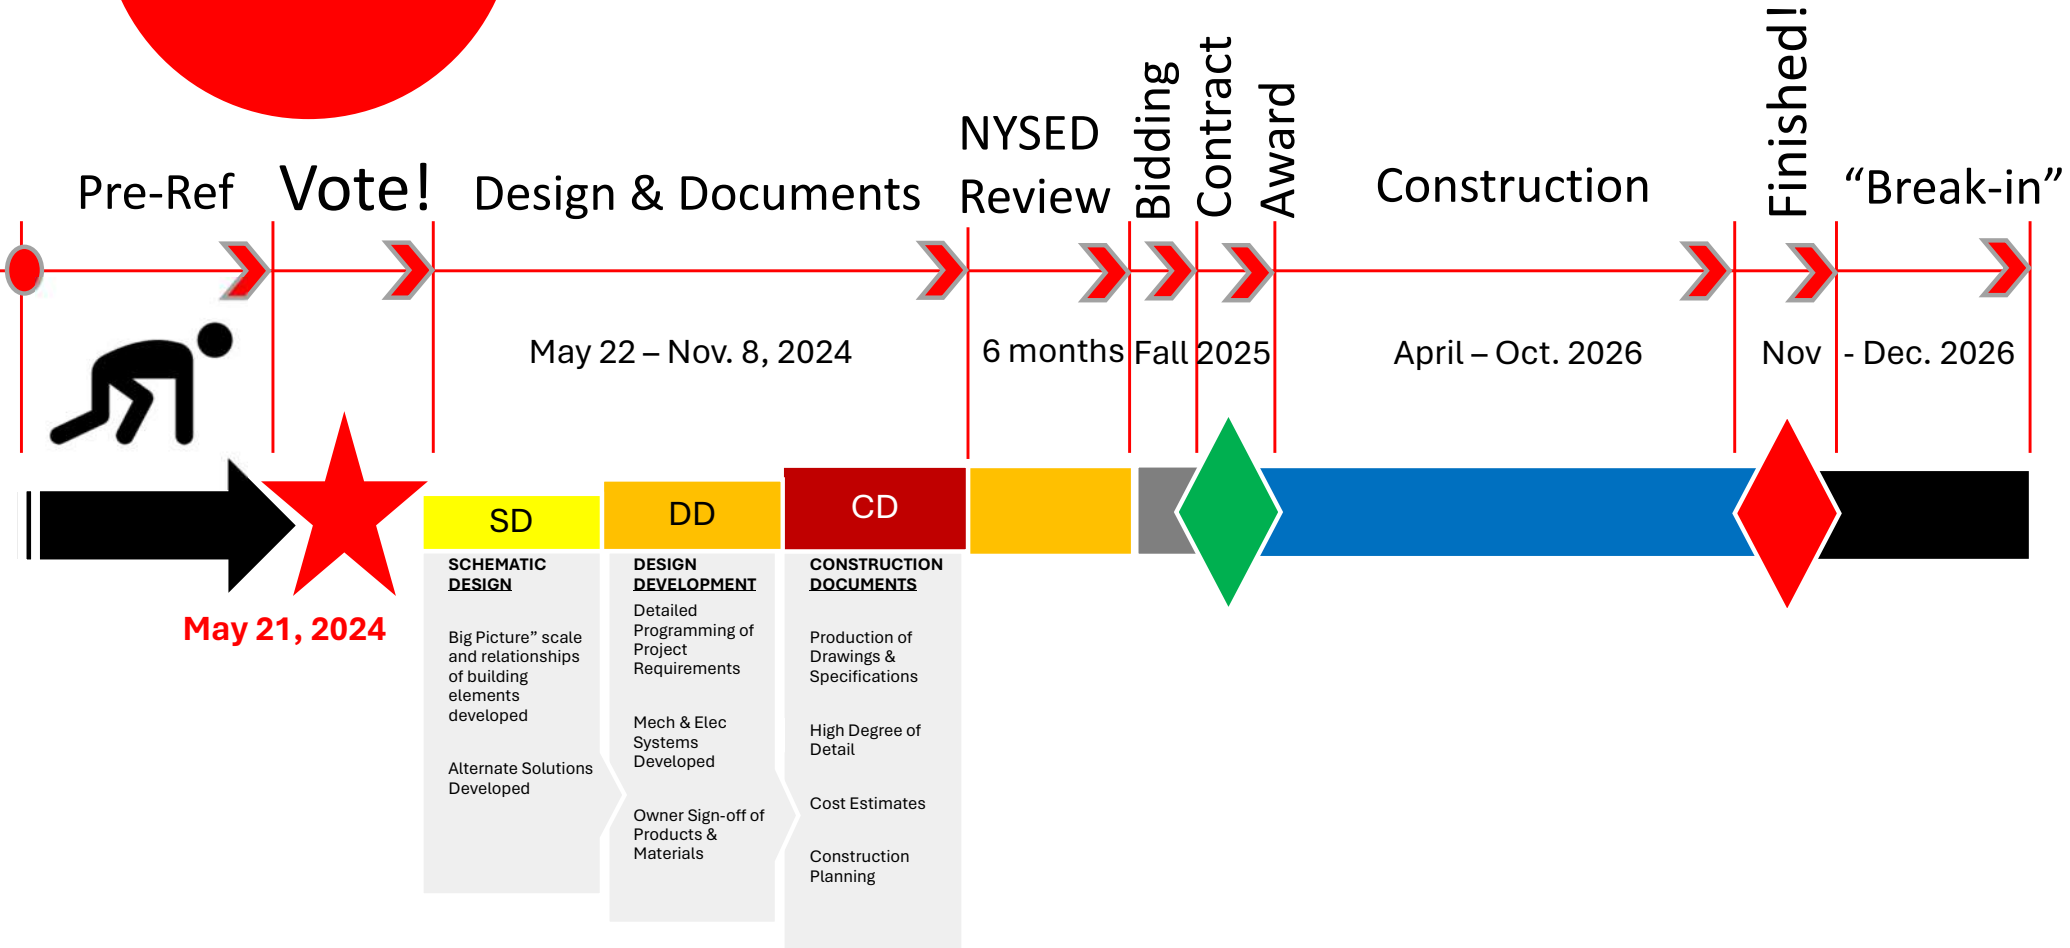 Pre-Ref
Vote!
Design & Documents
NYSED
Review
Bidding
Contract
Award
Construction
Finished!
“Break-in”
May 22 – Nov. 8, 2024
6 months
Fall 2025
April – Oct. 2026
Nov - Dec. 2026
May 21, 2024
SD
SCHEMATIC
DESIGN
Big Picture” scale
and relationships
of building
elements
developed
Alternate Solutions
Developed
DD
DESIGN
DEVELOPMENT
Detailed
Programming of
Project
Requirements
Mech & Elec
Systems
Developed
Owner Sign-off of
Products &
Materials
CD
CONSTRUCTION
DOCUMENTS
Production of
Drawings &
Specifications
High Degree of
Detail
Cost Estimates
Construction
Planning